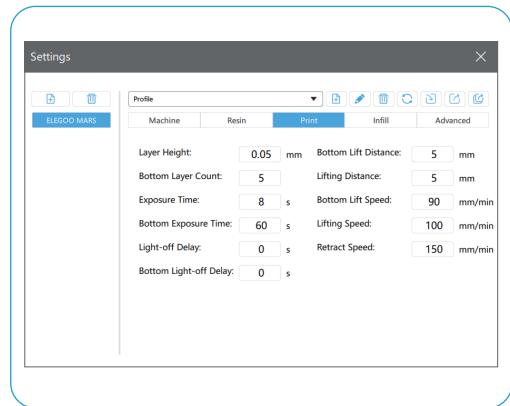 Settings
Profile
ELEGOO MARS
Machine Resin Print Infill Advanced
Layer Height: 0.05 mm Bottom Lift Distance: 5 mm
Bottom Layer Count: 5 Lifting Distance: 5 mm
Exposure Time: 8 s Bottom Lift Speed: 90 mm/min
Bottom Exposure Time: 60 s Lifting Speed: 100 mm/min
Light-off Delay: 0 s Retract Speed: 150 mm/min
Bottom Light-off Delay: 0 s